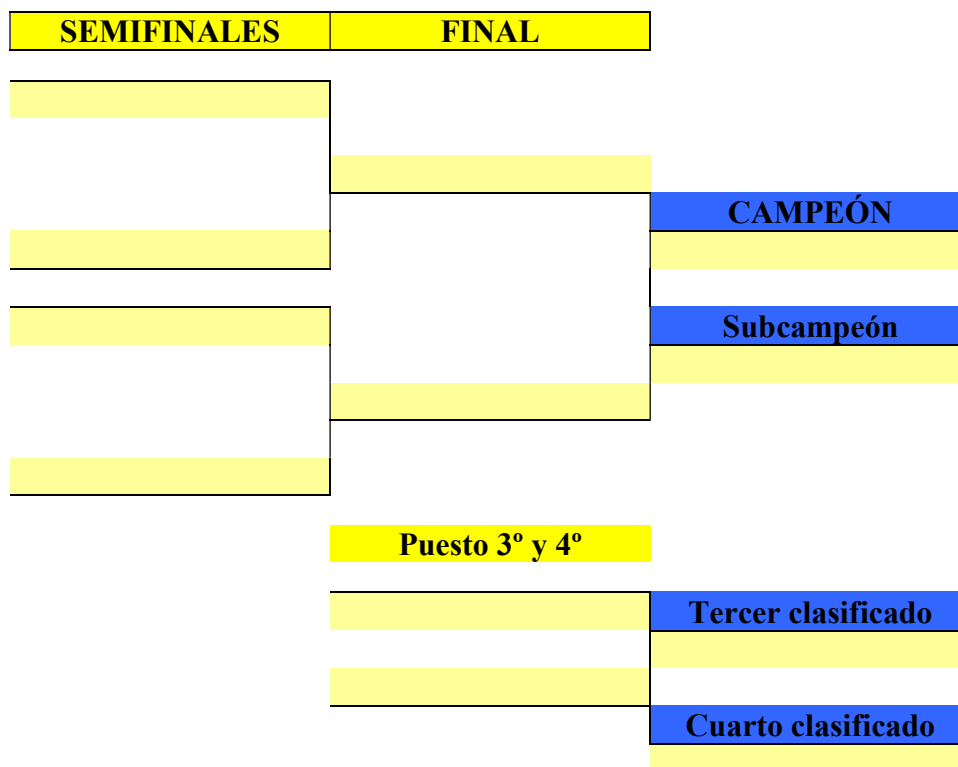 SEMIFINALES FINAL
CAMPEÓN
Subcampeón
Puesto 3º y 4º
Tercer clasificado
Cuarto clasificado